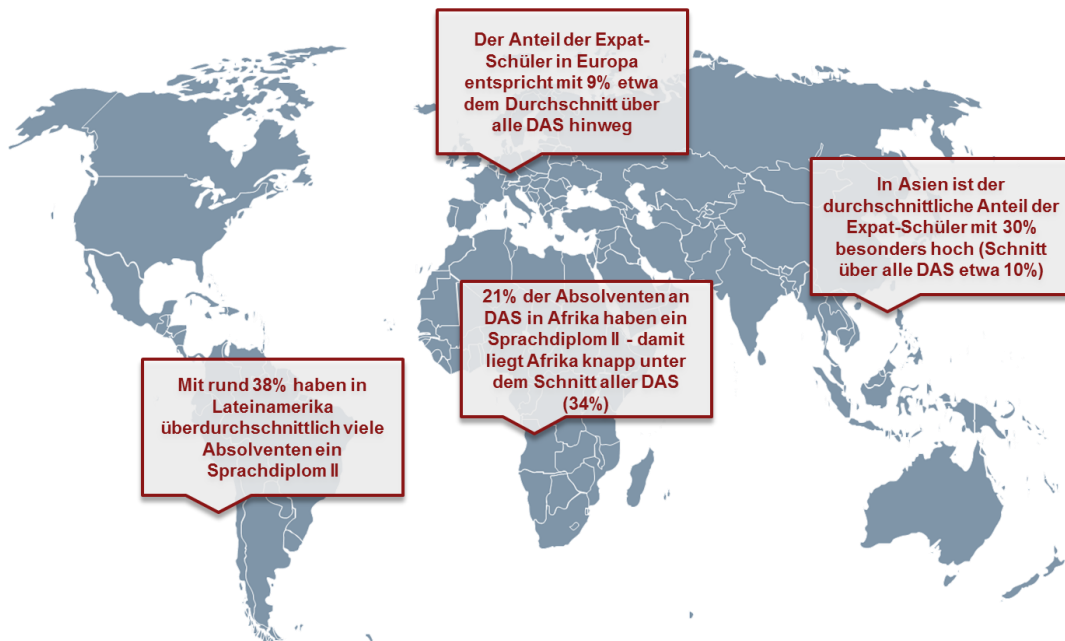 Der Anteil der Expat-
Schüler in Europa
entspricht mit 9% etwa
dem Durchschnitt über
alle DAS hinweg
In Asien ist der
durchschnittliche Anteil der
Expat-Schüler mit 30%
besonders hoch (Schnitt
über alle DAS etwa 10%)
21% der Absolventen an
DAS in Afrika haben ein
Sprachdiplom II - damit
liegt Afrika knapp unter
dem Schnitt aller DAS
(34%)
Mit rund 38% haben in
Lateinamerika
überdurchschnittlich viele
Absolventen ein
Sprachdiplom II